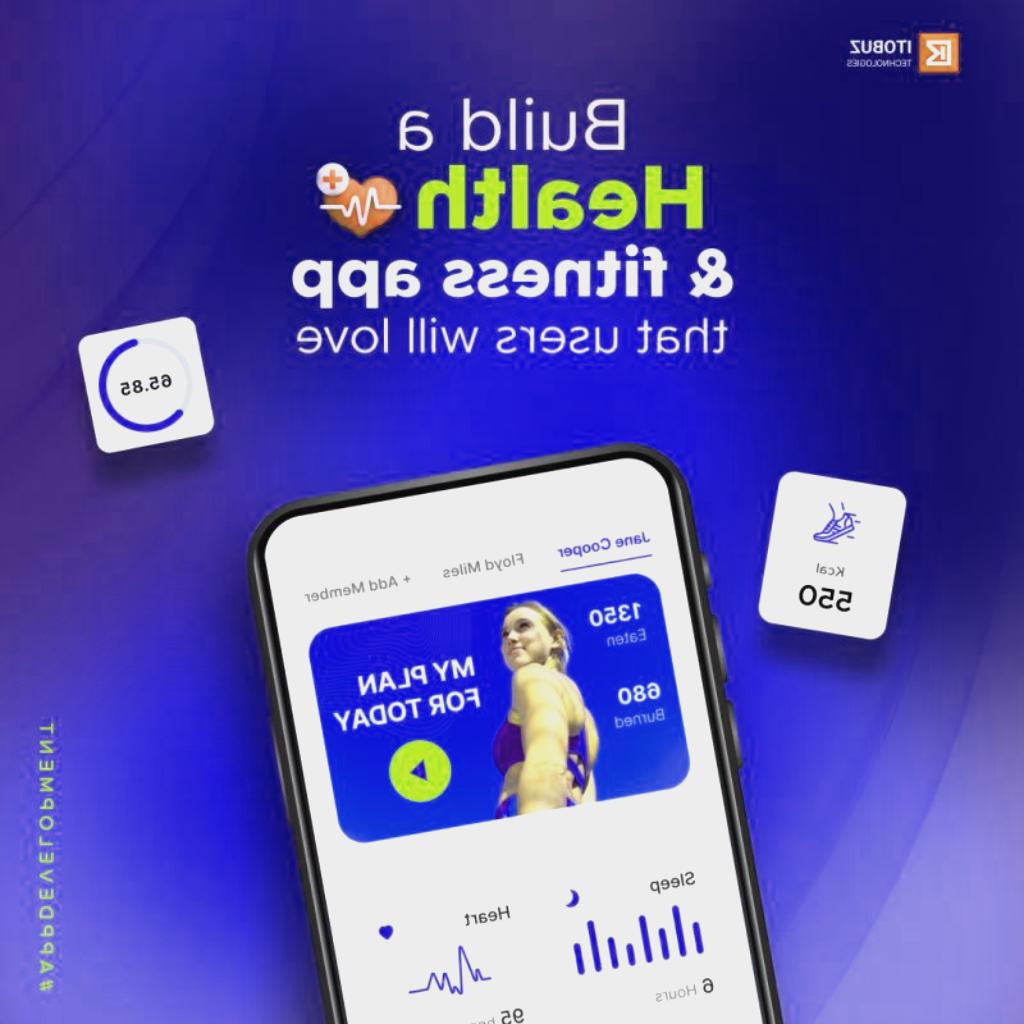 ITOBUZ
TECHNOLOGIES
Build a
Health
& fitness app
that users will love
65.85
Kcal
550
Jane Cooper
Floyd Miles
+ Add Member
1350
Eaten
680
Burned
MY PLAN
FOR TODAY
Sleep
6 Hours
Heart
95
#APPDEVELOPMENT